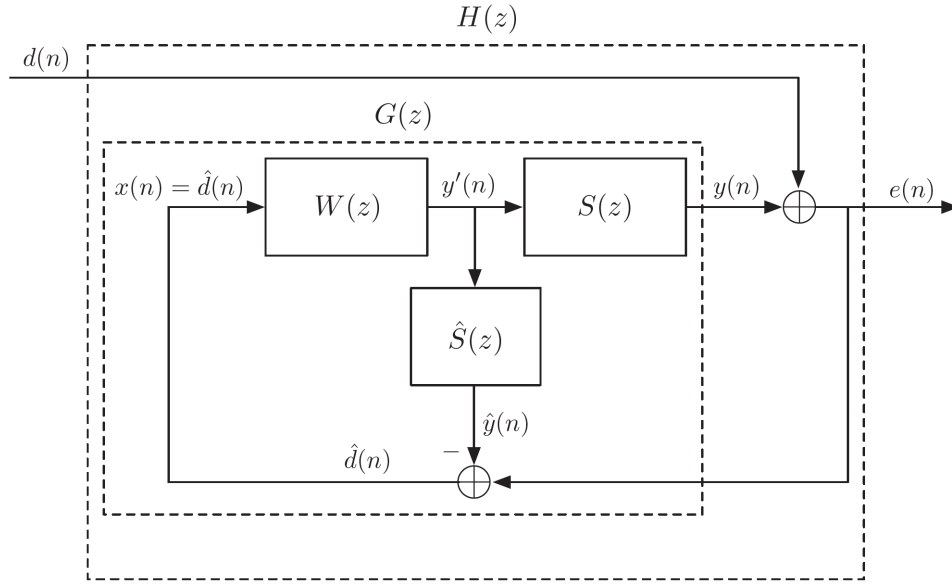 H(z)
d(n)
G(z)
x(n) = d̂(n)
W(z)
y′(n)
S(z)
y(n)
e(n)
Ŝ(z)
ŷ(n)
−
d̂(n)